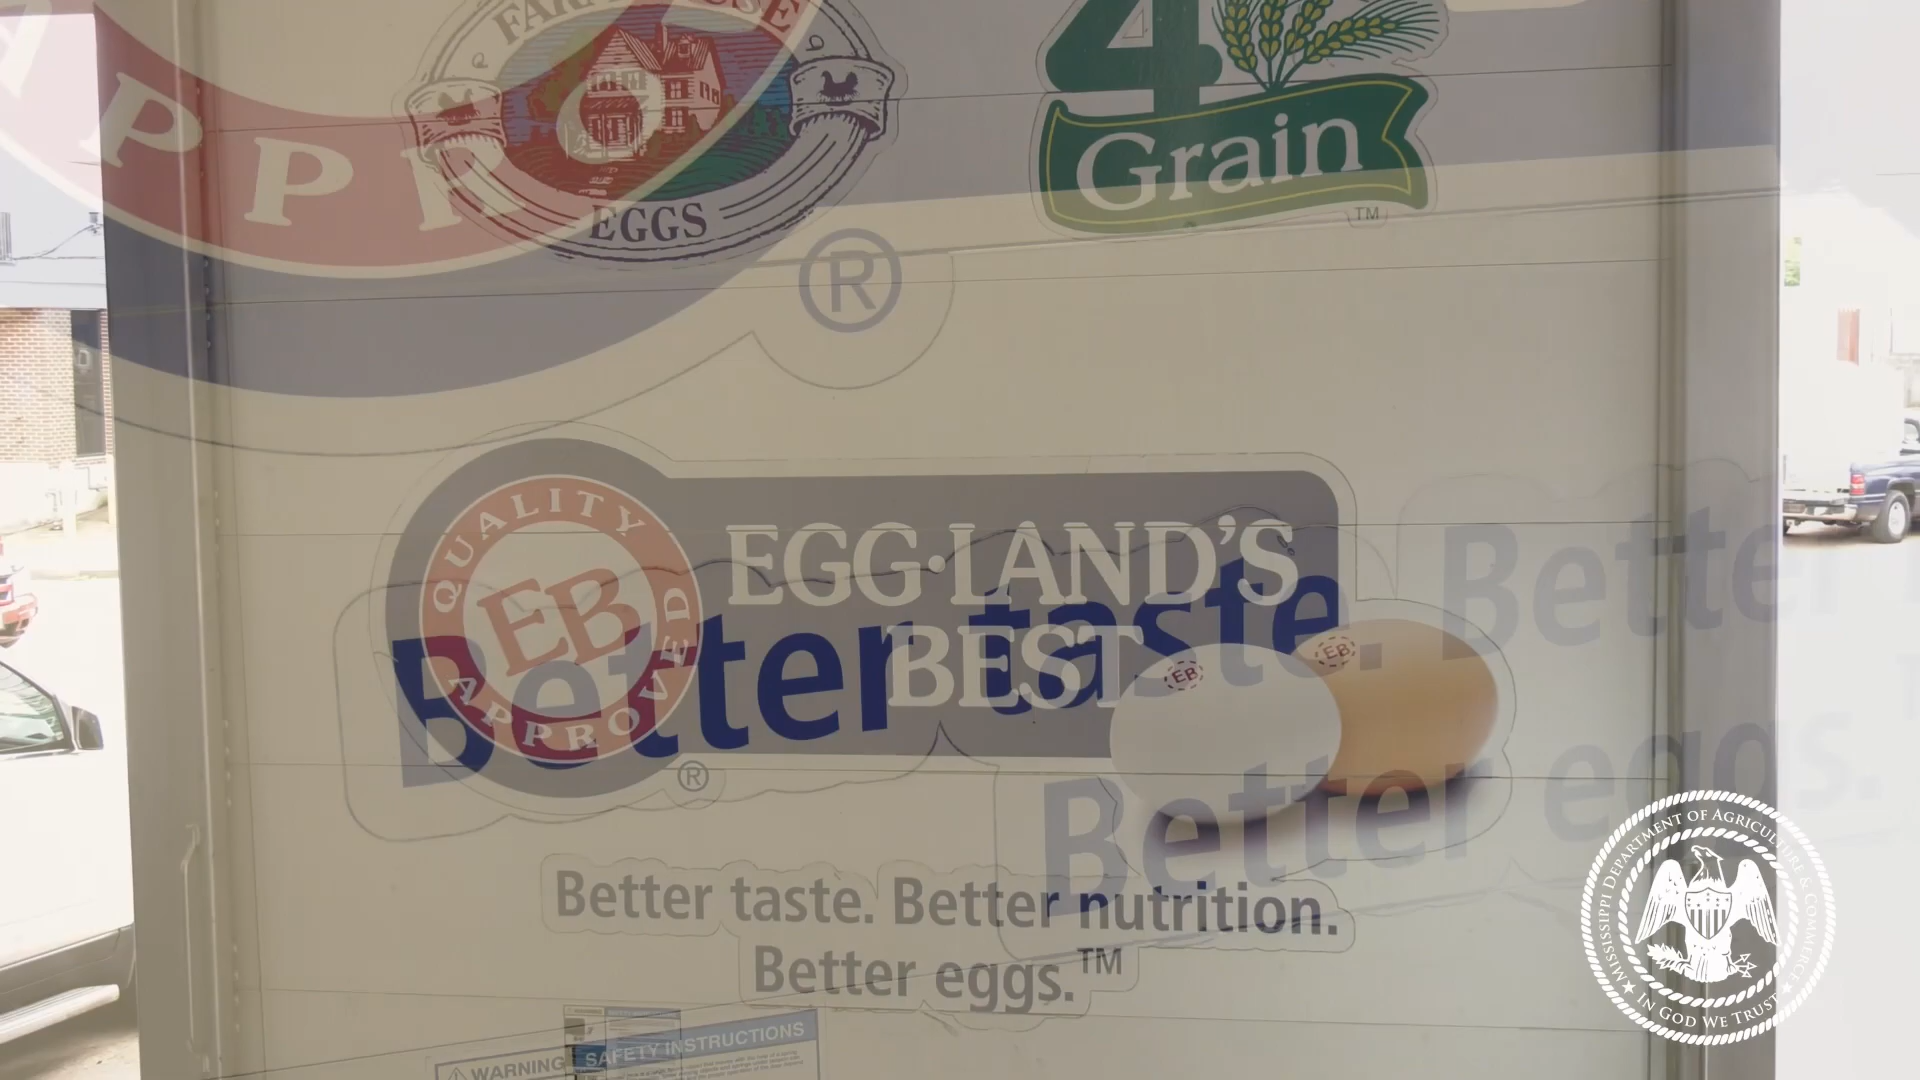 FARMHOUSE
EGGS
4
Grain
TM
APPR
®
QUALITY
EB
APPROVED
®
EGG·LAND'S
BEST
EB
EB
Better taste. Better
Better eggs.
Better taste. Better nutrition.
Better eggs.™
WARNING
SAFETY INSTRUCTIONS
MISSISSIPPI DEPARTMENT OF AGRICULTURE & COMMERCE
IN GOD WE TRUST